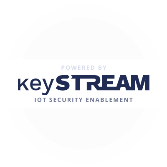 POWERED BY
keySTREAM
IOT SECURITY ENABLEMENT